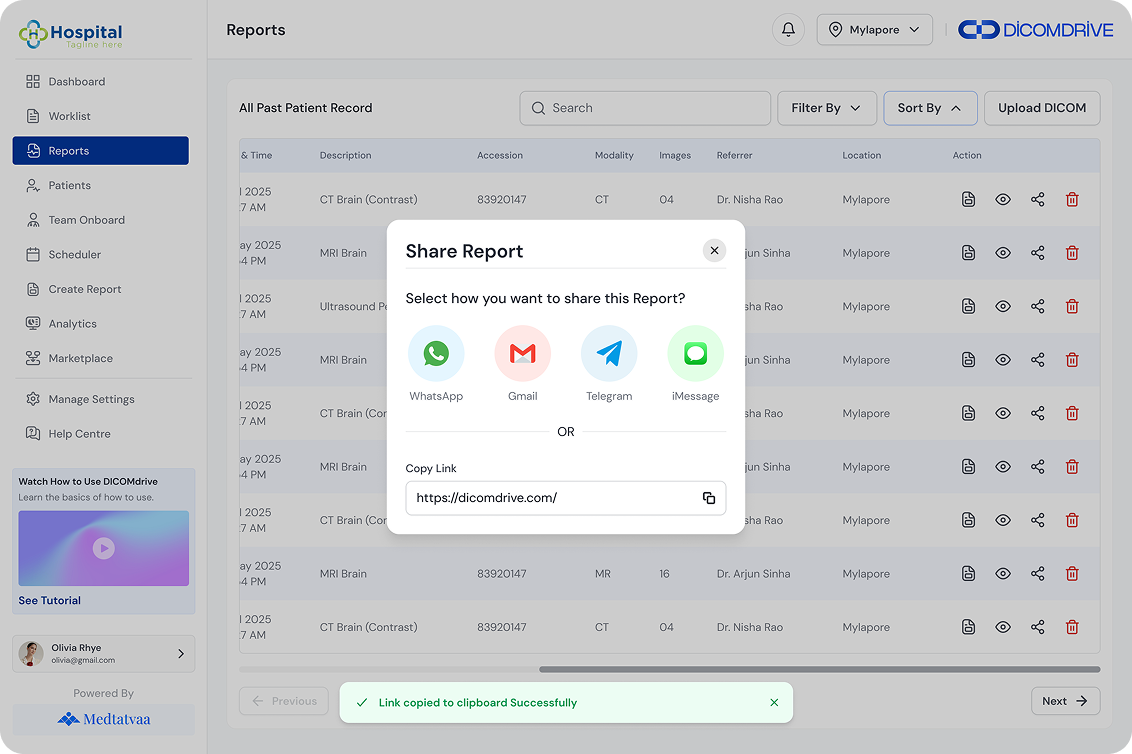 Hospital
Tagline here
Dashboard
Worklist
Reports
Patients
Team Onboard
Scheduler
Create Report
Analytics
Marketplace
Manage Settings
Help Centre
Watch How to Use DICOMdrive
Learn the basics of how to use.
See Tutorial
Olivia Rhye
olivia@gmail.com
Powered By
Medtatvaa
Reports
Mylapore
DICOMDRIVE
All Past Patient Record
Search
Filter By
Sort By
Upload DICOM
& Time Description Accession Modality Images Referrer Location Action
2025
7 AM
CT Brain (Contrast) 83920147 CT 04 Dr. Nisha Rao Mylapore
ay 2025
4 PM
MRI Brain jun Sinha Mylapore
2025
7 AM
Ultrasound Pe sha Rao Mylapore
ay 2025
4 PM
MRI Brain jun Sinha Mylapore
2025
7 AM
CT Brain (Cor sha Rao Mylapore
ay 2025
4 PM
MRI Brain jun Sinha Mylapore
2025
7 AM
CT Brain (Cor sha Rao Mylapore
ay 2025
4 PM
MRI Brain 83920147 MR 16 Dr. Arjun Sinha Mylapore
2025
7 AM
CT Brain (Contrast) 83920147 CT 04 Dr. Nisha Rao Mylapore
Share Report
Select how you want to share this Report?
WhatsApp
Gmail
Telegram
iMessage
OR
Copy Link
https://dicomdrive.com/
Previous
Link copied to clipboard Successfully
Next